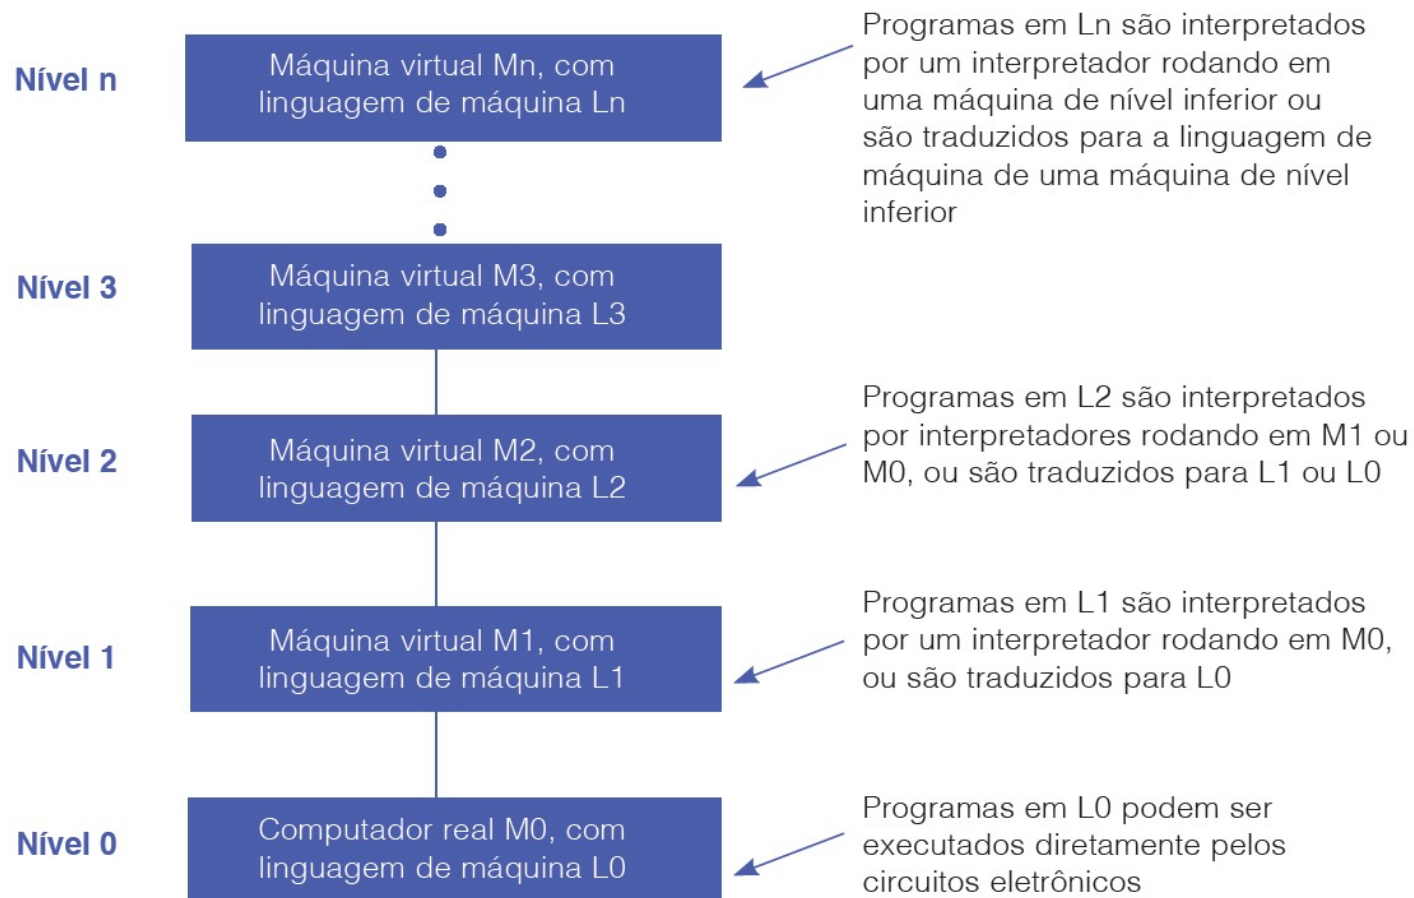 Nível n
Máquina virtual Mn, com
linguagem de máquina Ln
Programas em Ln são interpretados
por um interpretador rodando em
uma máquina de nível inferior ou
são traduzidos para a linguagem de
máquina de uma máquina de nível
inferior
Nível 3
Máquina virtual M3, com
linguagem de máquina L3
Nível 2
Máquina virtual M2, com
linguagem de máquina L2
Programas em L2 são interpretados
por interpretadores rodando em M1 ou
M0, ou são traduzidos para L1 ou L0
Nível 1
Máquina virtual M1, com
linguagem de máquina L1
Programas em L1 são interpretados
por um interpretador rodando em M0,
ou são traduzidos para L0
Nível 0
Computador real M0, com
linguagem de máquina L0
Programas em L0 podem ser
executados diretamente pelos
circuitos eletrônicos